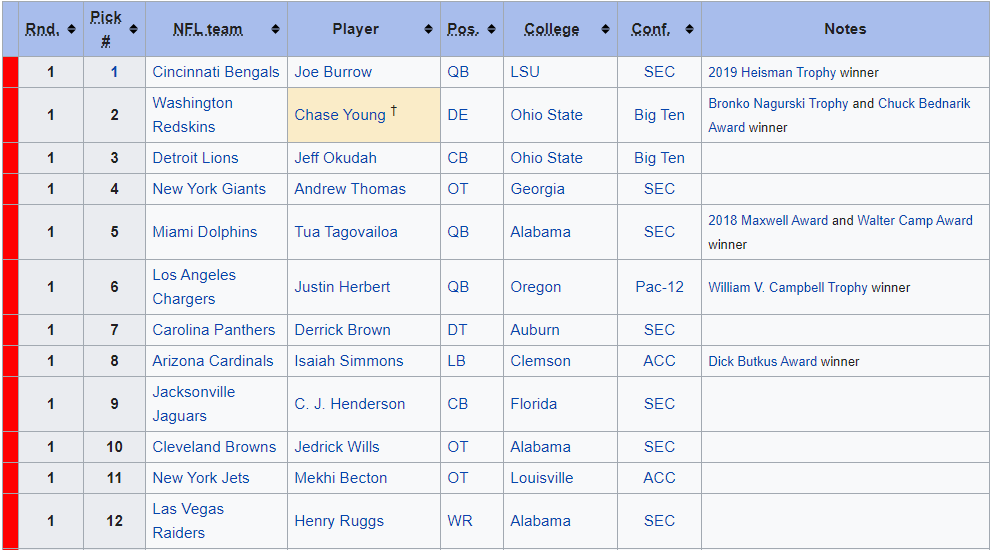 Rnd. Pick # NFL team Player Pos. College Conf. Notes
1 1 Cincinnati Bengals Joe Burrow QB LSU SEC 2019 Heisman Trophy winner
1 2 Washington Redskins Chase Young † DE Ohio State Big Ten Bronko Nagurski Trophy and Chuck Bednarik Award winner
1 3 Detroit Lions Jeff Okudah CB Ohio State Big Ten
1 4 New York Giants Andrew Thomas OT Georgia SEC
1 5 Miami Dolphins Tua Tagovailoa QB Alabama SEC 2018 Maxwell Award and Walter Camp Award winner
1 6 Los Angeles Chargers Justin Herbert QB Oregon Pac-12 William V. Campbell Trophy winner
1 7 Carolina Panthers Derrick Brown DT Auburn SEC
1 8 Arizona Cardinals Isaiah Simmons LB Clemson ACC Dick Butkus Award winner
1 9 Jacksonville Jaguars C. J. Henderson CB Florida SEC
1 10 Cleveland Browns Jedrick Wills OT Alabama SEC
1 11 New York Jets Mekhi Becton OT Louisville ACC
1 12 Las Vegas Raiders Henry Ruggs WR Alabama SEC